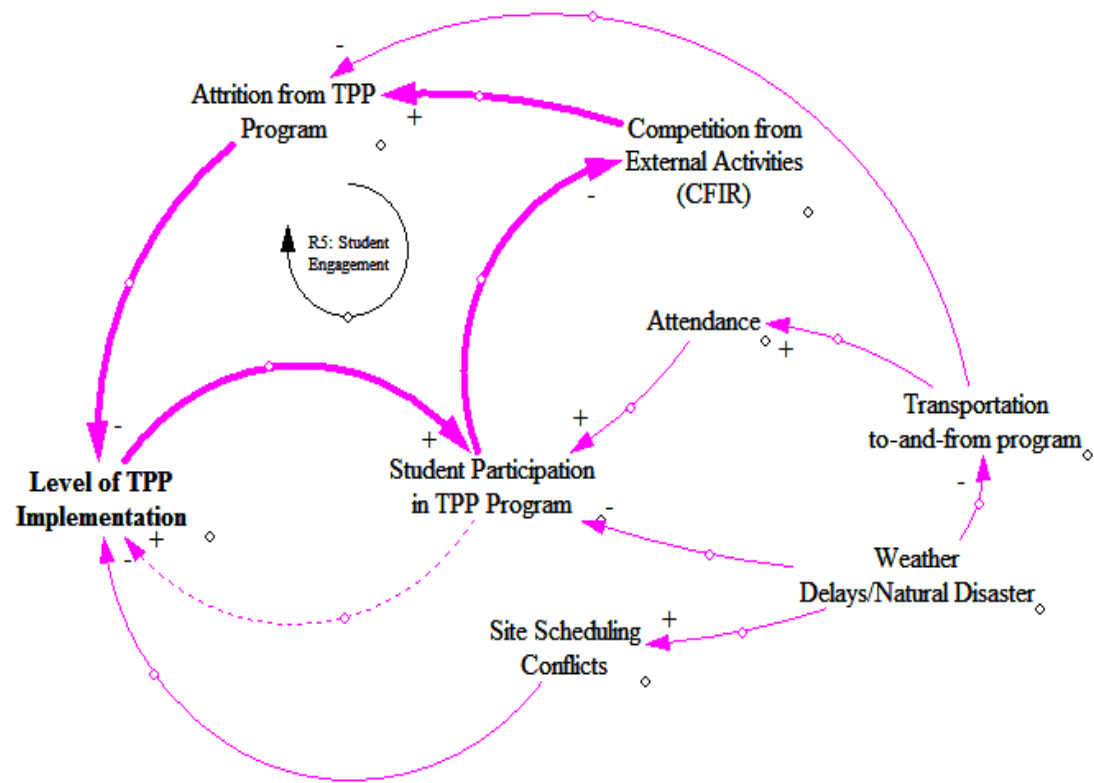 -
Attrition from TPP
Program
+
Competition from
External Activities
(CFIR)
-
R5: Student
Engagement
Attendance
+
Transportation
to-and-from program
-
+
+
-
Student Participation
in TPP Program
-
Level of TPP
Implementation
+
-
Weather
Delays/Natural Disaster
+
Site Scheduling
Conflicts